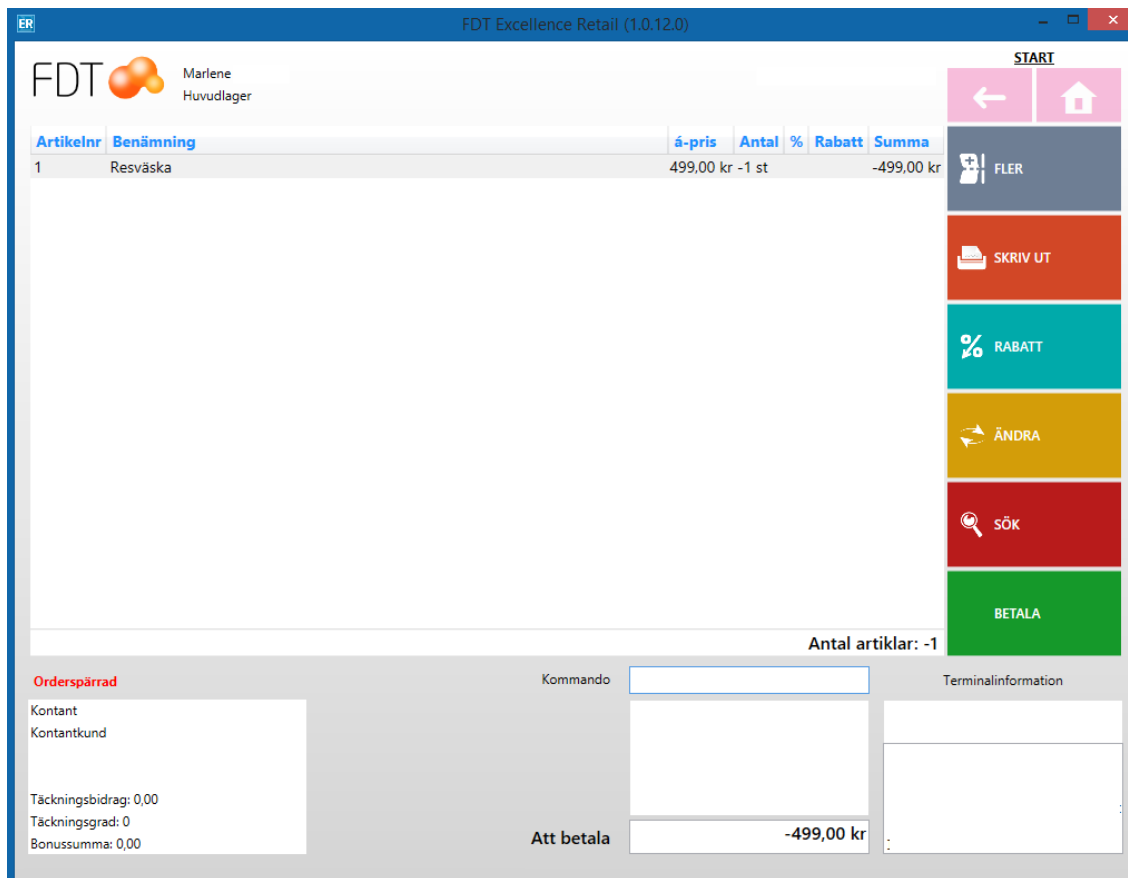 ER FDT Excellence Retail (1.0.12.0)
START
FDT
Marlene
Huvudlager
Artikelnr Benämning á-pris Antal % Rabatt Summa
1 Resväska 499,00 kr -1 st -499,00 kr
FLER
SKRIV UT
% RABATT
ÄNDRA
SÖK
BETALA
Antal artiklar: -1
Orderspärrad
Kommando
Terminalinformation
Kontant
Kontantkund
Täckningsbidrag: 0,00
Täckningsgrad: 0
Bonussumma: 0,00
Att betala -499,00 kr
: